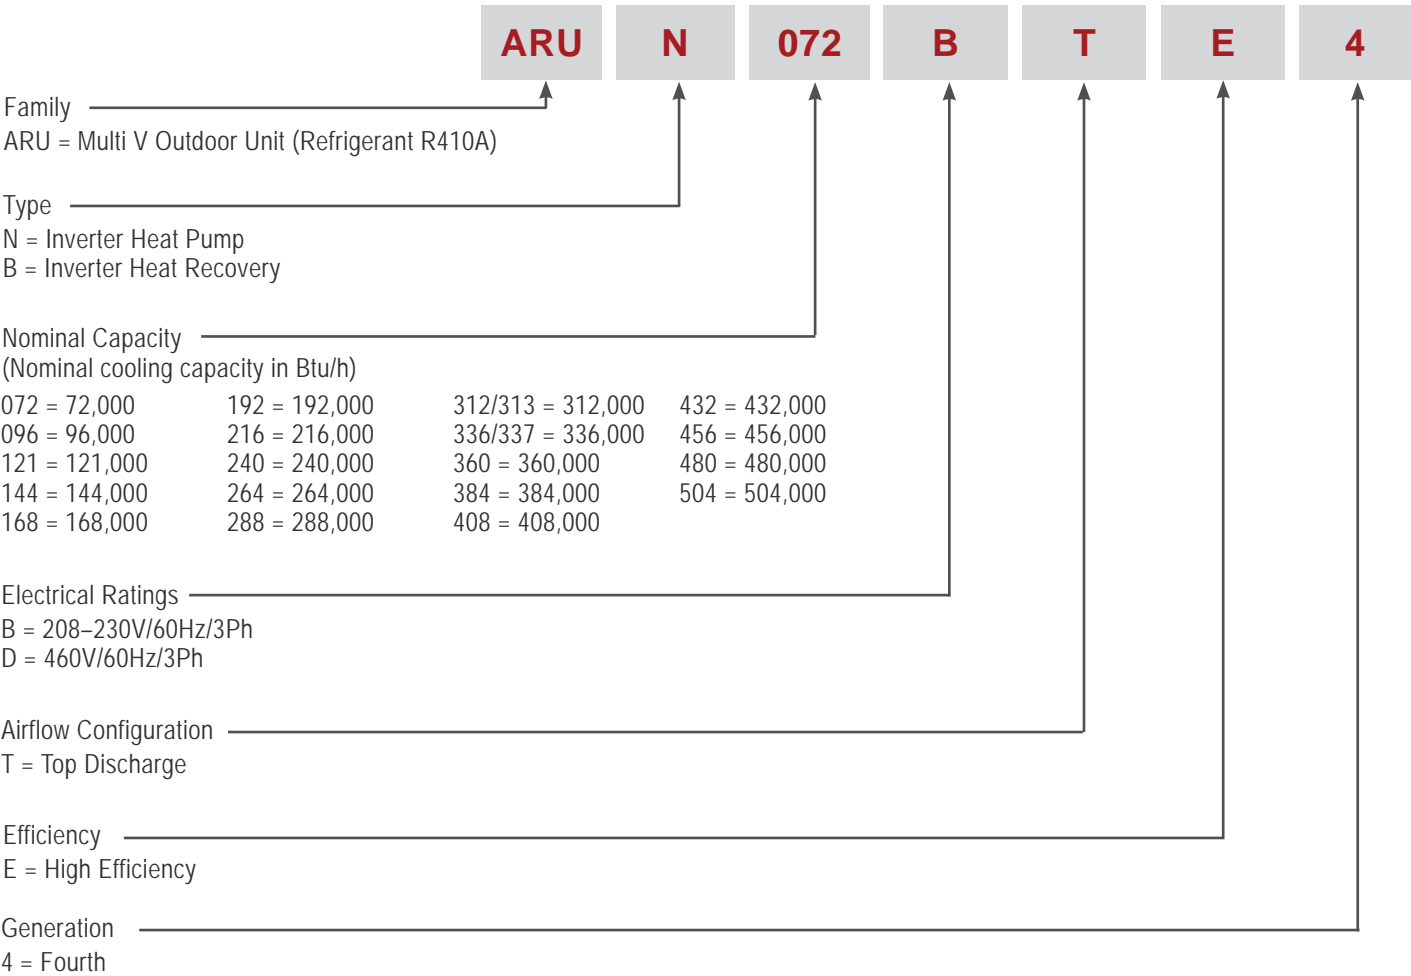 ARU N 072 B T E 4
Family
ARU = Multi V Outdoor Unit (Refrigerant R410A)
Type
N = Inverter Heat Pump
B = Inverter Heat Recovery
Nominal Capacity
(Nominal cooling capacity in Btu/h)
072 = 72,000 192 = 192,000 312/313 = 312,000 432 = 432,000
096 = 96,000 216 = 216,000 336/337 = 336,000 456 = 456,000
121 = 121,000 240 = 240,000 360 = 360,000 480 = 480,000
144 = 144,000 264 = 264,000 384 = 384,000 504 = 504,000
168 = 168,000 288 = 288,000 408 = 408,000
Electrical Ratings
B = 208–230V/60Hz/3Ph
D = 460V/60Hz/3Ph
Airflow Configuration
T = Top Discharge
Efficiency
E = High Efficiency
Generation
4 = Fourth